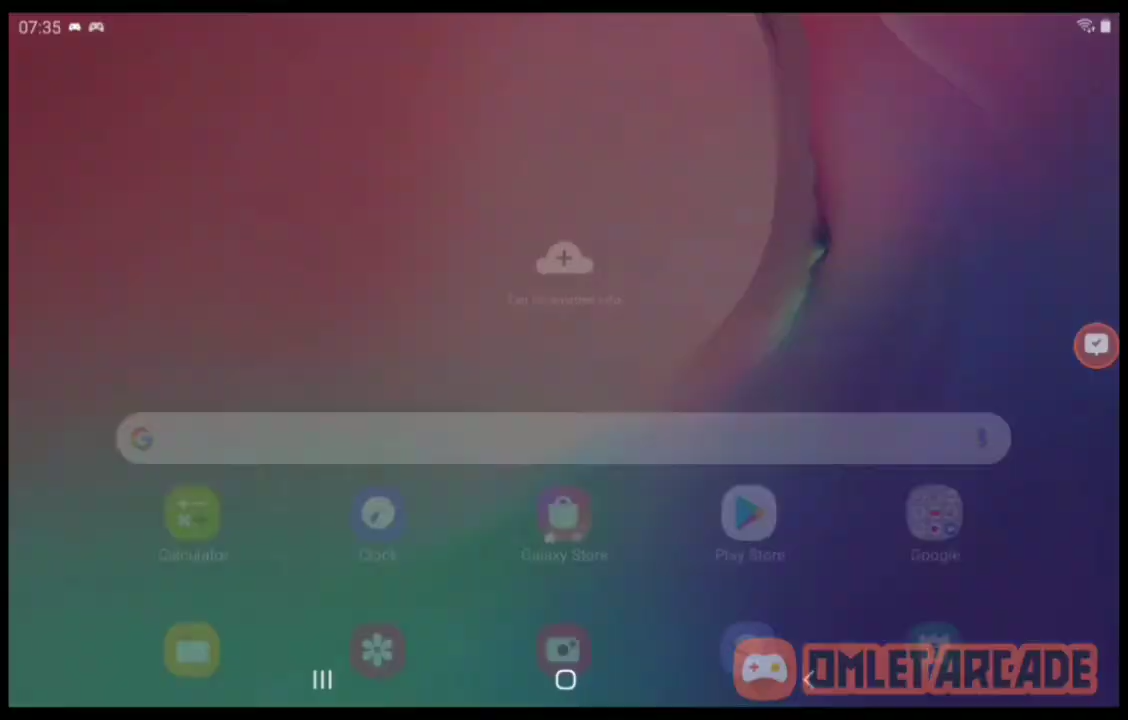 07:35
Calculator
Clock
Galaxy Store
Play Store
Google
OMLET ARCADE